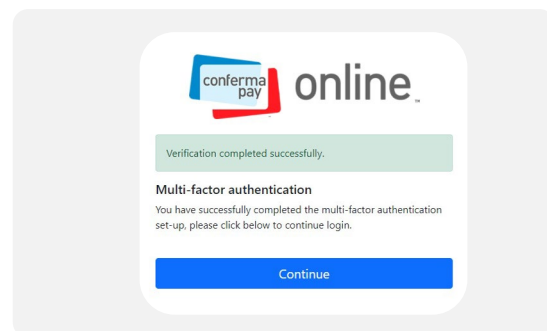 conferma
pay
online
Verification completed successfully.
Multi-factor authentication
You have successfully completed the multi-factor authentication
set-up, please click below to continue login.
Continue